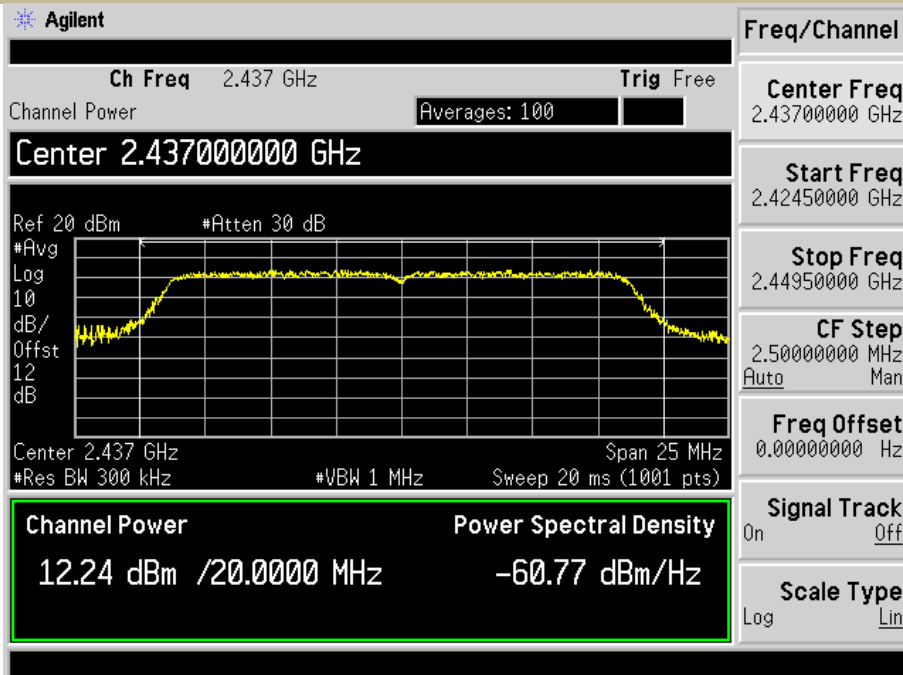 Agilent
Freq/Channel
Ch Freq 2.437 GHz Trig Free
Channel Power Averages: 100
Center 2.437000000 GHz
Ref 20 dBm #Atten 30 dB
#Avg
Log
10
dB/
Offst
12
dB
Center 2.437 GHz Span 25 MHz
#Res BW 300 kHz #VBW 1 MHz Sweep 20 ms (1001 pts)
Channel Power Power Spectral Density
12.24 dBm /20.0000 MHz -60.77 dBm/Hz
Center Freq
2.43700000 GHz
Start Freq
2.42450000 GHz
Stop Freq
2.44950000 GHz
CF Step
2.50000000 MHz
Auto Man
Freq Offset
0.00000000 Hz
Signal Track
On Off
Scale Type
Log Lin